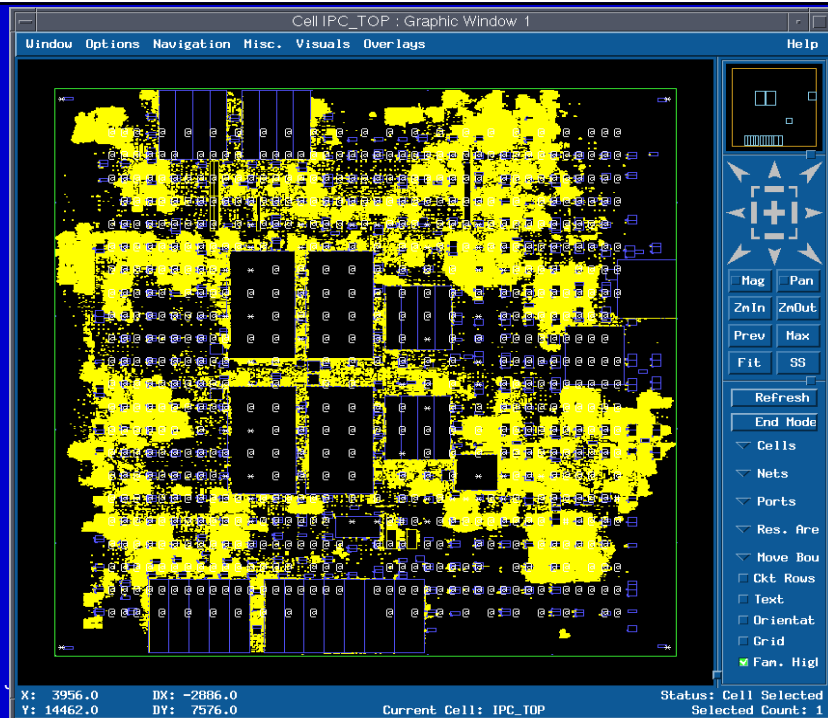 Cell IPC_TOP : Graphic Window 1
Window Options Navigation Misc. Visuals Overlays Help
Mag Pan
ZmIn ZmOut
Prev Max
Fit SS
Refresh
End Mode
Cells
Nets
Ports
Res. Are
Move Bou
Ckt Rows
Text
Orientat
Grid
Fam. Higl
X: 3956.0 DX: -2886.0 Status: Cell Selected
Y: 14462.0 DY: 7576.0 Current Cell: IPC_TOP Selected Count: 1